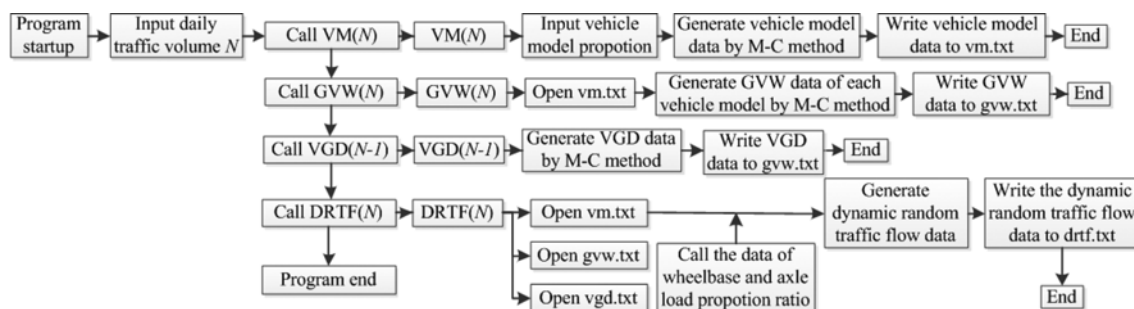 Program
startup
Input daily
traffic volume N
Call VM(N)
VM(N)
Input vehicle
model propotion
Generate vehicle model
data by M-C method
Write vehicle model
data to vm.txt
End
Call GVW(N)
GVW(N)
Open vm.txt
Generate GVW data of each
vehicle model by M-C method
Write GVW
data to gvw.txt
End
Call VGD(N-1)
VGD(N-1)
Generate VGD data
by M-C method
Write VGD
data to gvw.txt
End
Call DRTF(N)
DRTF(N)
Open vm.txt
Open gvw.txt
Open vgd.txt
Call the data of
wheelbase and axle
load propotion ratio
Generate
dynamic random
traffic flow data
Write the dynamic
random traffic flow
data to drtf.txt
End
Program end